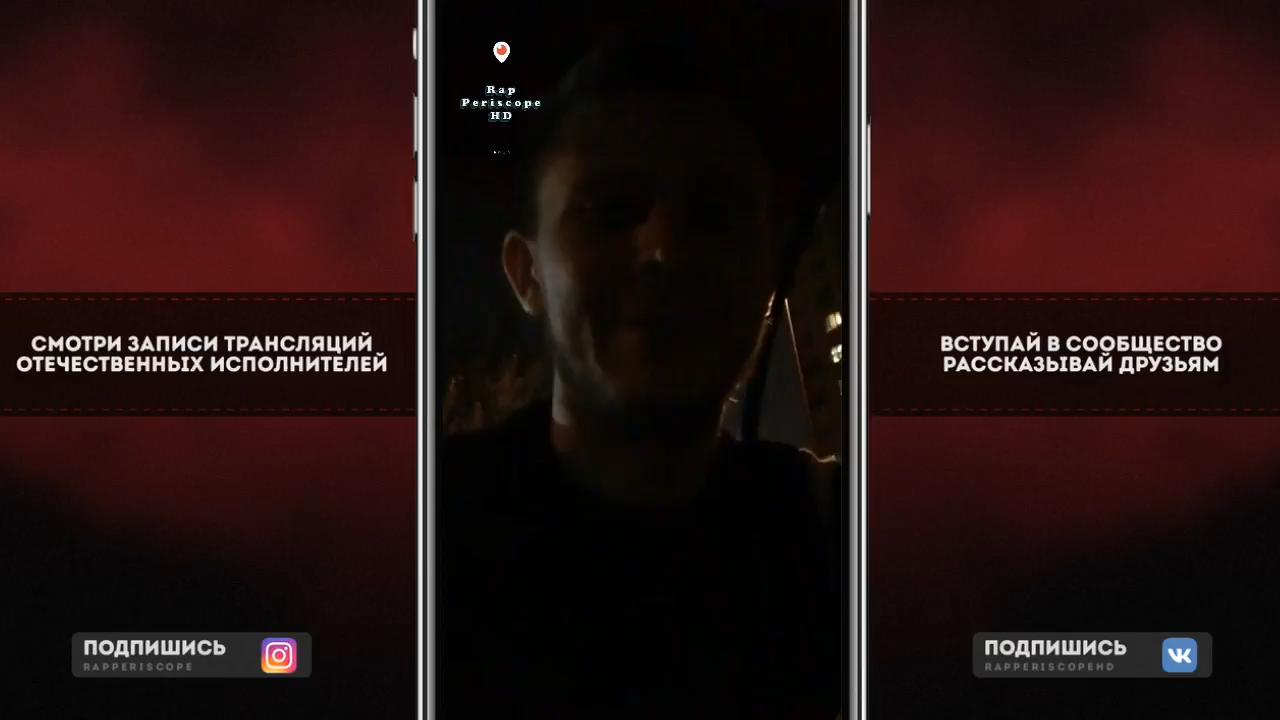 Rap
Periscope
HD
СМОТРИ ЗАПИСИ ТРАНСЛЯЦИЙ
ОТЕЧЕСТВЕННЫХ ИСПОЛНИТЕЛЕЙ
ВСТУПАЙ В СООБЩЕСТВО
РАССКАЗЫВАЙ ДРУЗЬЯМ
ПОДПИШИСЬ
RAPPERISCOPE
ПОДПИШИСЬ
RAPPERISCOPEHD